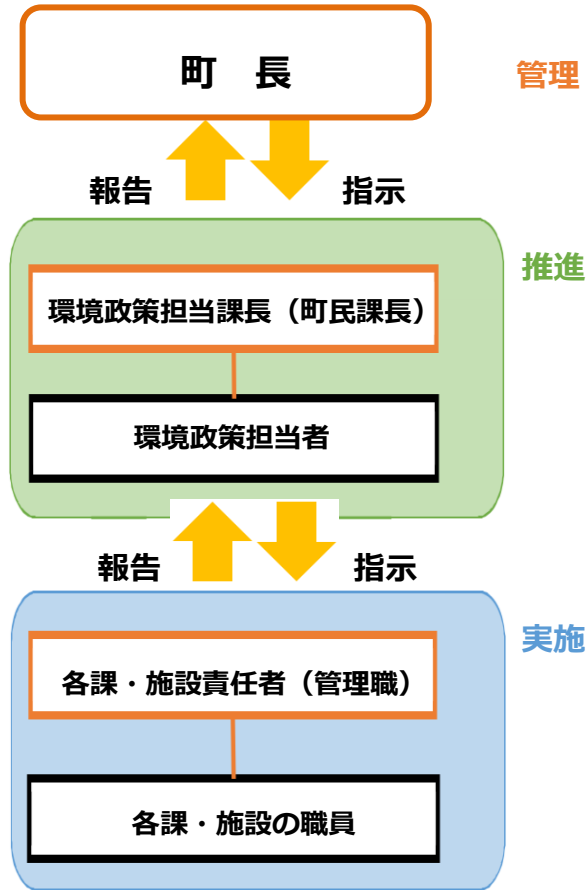 町 長
管理
報告
指示
推進
環境政策担当課長（町民課長）
環境政策担当者
報告
指示
実施
各課・施設責任者（管理職）
各課・施設の職員